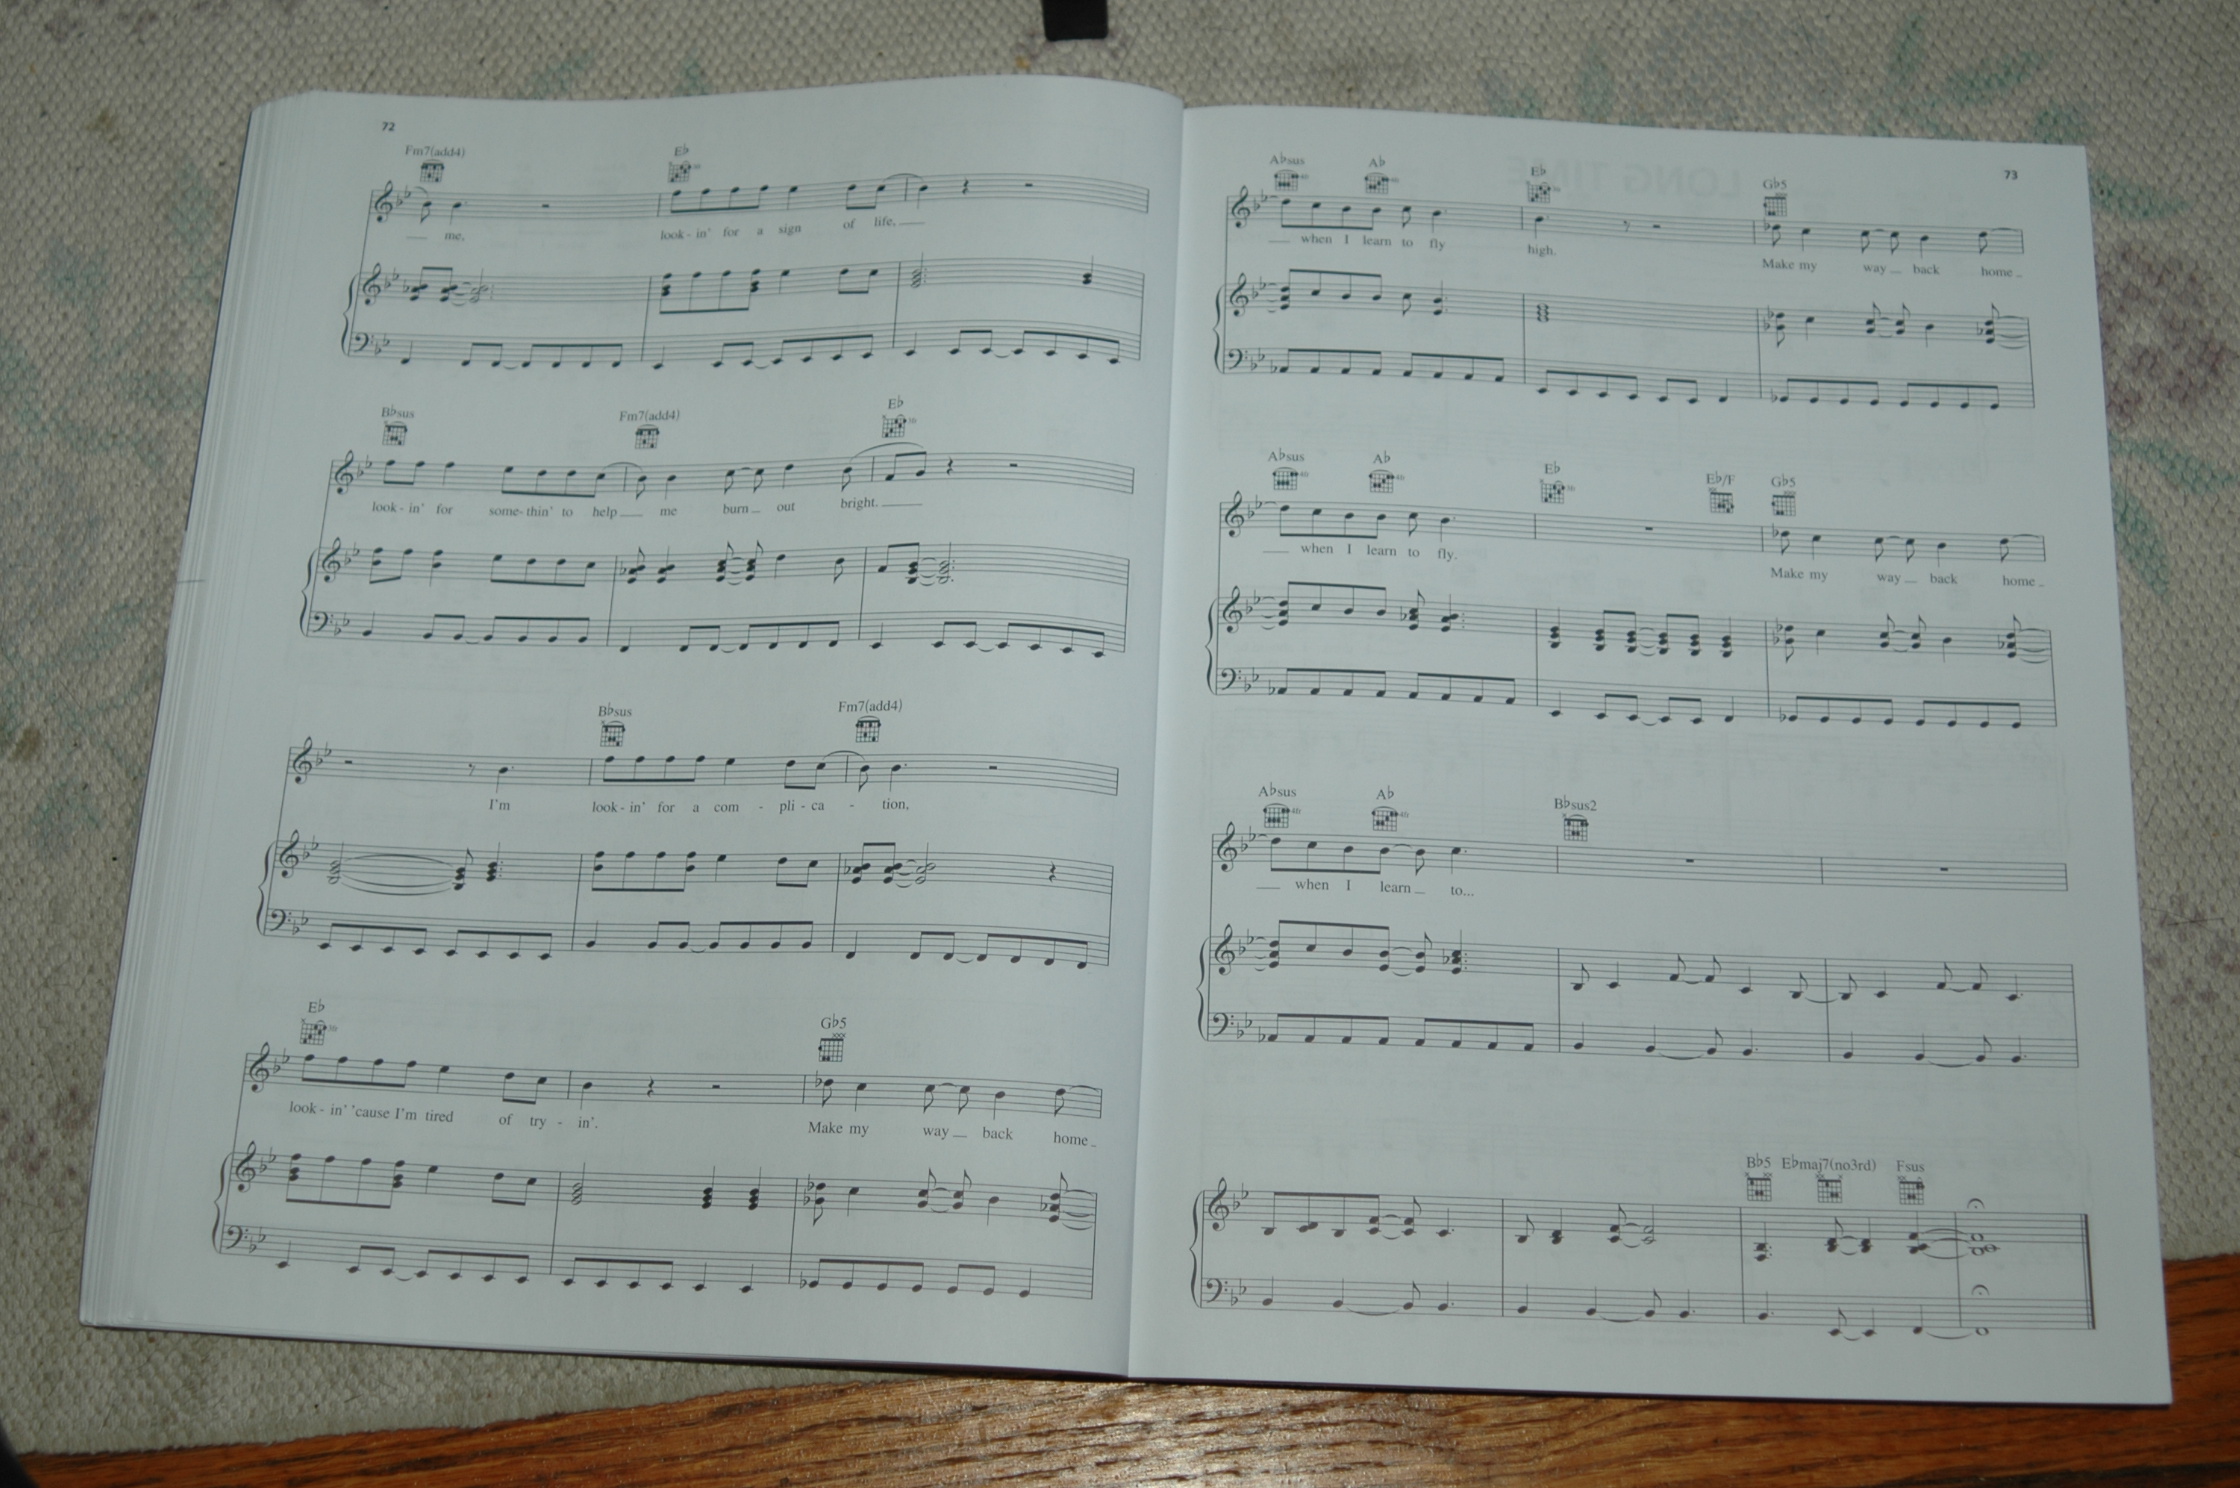 72
Fm7(add4) E♭
me, look - in' for a sign of life,
B♭sus Fm7(add4) E♭
look - in' for some - thin' to help me burn out bright.
B♭sus Fm7(add4)
I'm look - in' for a com - pli - ca - tion,
E♭ G♭5
look - in' 'cause I'm tired of try - in'. Make my way back home
73
A♭sus A♭ E♭ G♭5
when I learn to fly high. Make my way back home
A♭sus A♭ E♭ E♭/F G♭5
when I learn to fly. Make my way back home
A♭sus A♭ B♭sus2
when I learn to...
B♭5 E♭maj7(no3rd) Fsus